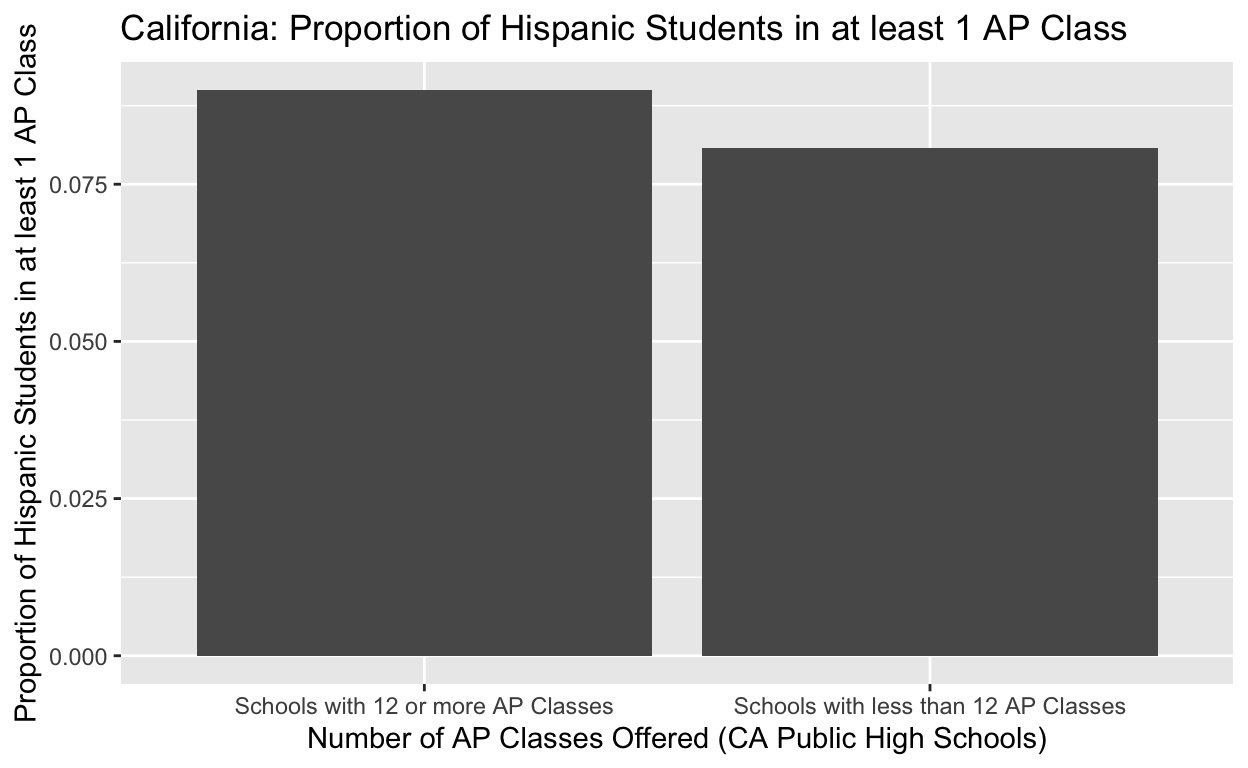 California: Proportion of Hispanic Students in at least 1 AP Class
Proportion of Hispanic Students in at least 1 AP Class
0.075
0.050
0.025
0.000
Schools with 12 or more AP Classes
Schools with less than 12 AP Classes
Number of AP Classes Offered (CA Public High Schools)